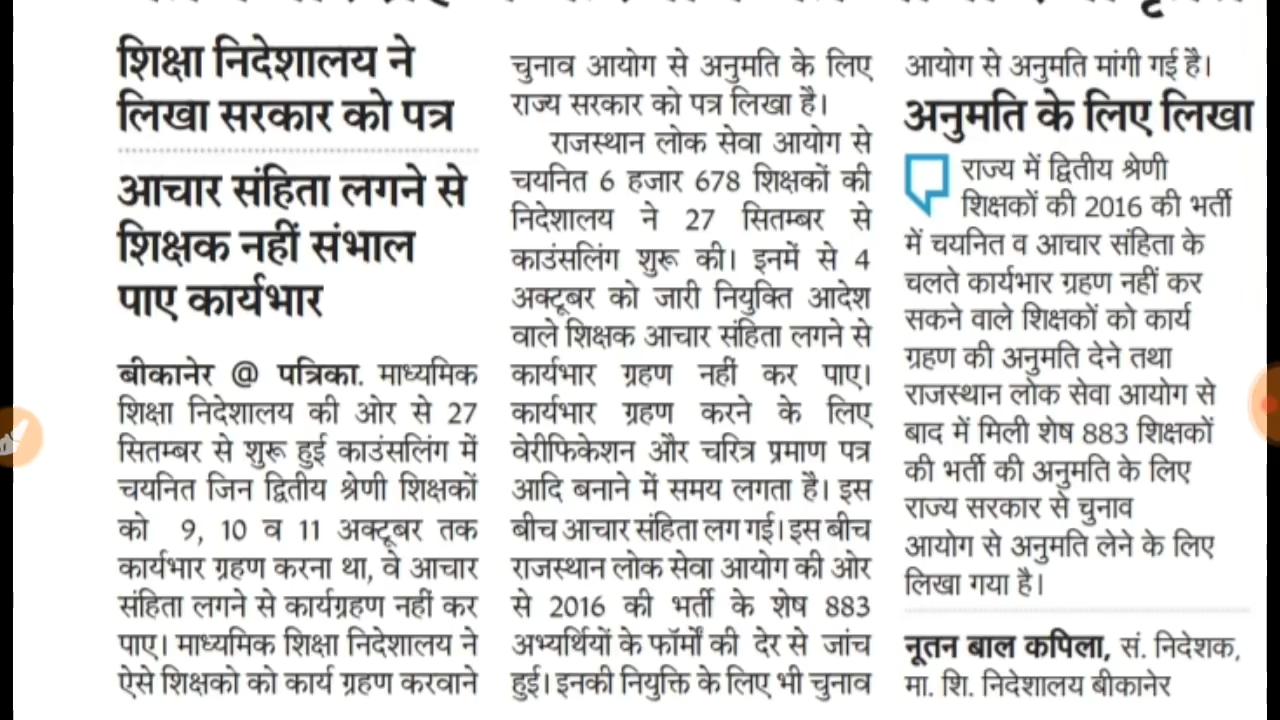 शिक्षा निदेशालय ने
लिखा सरकार को पत्र
आचार संहिता लगने से
शिक्षक नहीं संभाल
पाए कार्यभार
बीकानेर @ पत्रिका. माध्यमिक
शिक्षा निदेशालय की ओर से 27
सितम्बर से शुरू हुई काउंसलिंग में
चयनित जिन द्वितीय श्रेणी शिक्षकों
को 9, 10 व 11 अक्टूबर तक
कार्यभार ग्रहण करना था, वे आचार
संहिता लगने से कार्यग्रहण नहीं कर
पाए। माध्यमिक शिक्षा निदेशालय ने
ऐसे शिक्षको को कार्य ग्रहण करवाने
चुनाव आयोग से अनुमति के लिए
राज्य सरकार को पत्र लिखा है।
राजस्थान लोक सेवा आयोग से
चयनित 6 हजार 678 शिक्षकों की
निदेशालय ने 27 सितम्बर से
काउंसलिंग शुरू की। इनमें से 4
अक्टूबर को जारी नियुक्ति आदेश
वाले शिक्षक आचार संहिता लगने से
कार्यभार ग्रहण नहीं कर पाए।
कार्यभार ग्रहण करने के लिए
वेरीफिकेशन और चरित्र प्रमाण पत्र
आदि बनाने में समय लगता है। इस
बीच आचार संहिता लग गई। इस बीच
राजस्थान लोक सेवा आयोग की ओर
से 2016 की भर्ती के शेष 883
अभ्यर्थियों के फॉर्मों की देर से जांच
हुई। इनकी नियुक्ति के लिए भी चुनाव
आयोग से अनुमति मांगी गई है।
अनुमति के लिए लिखा
राज्य में द्वितीय श्रेणी
शिक्षकों की 2016 की भर्ती
में चयनित व आचार संहिता के
चलते कार्यभार ग्रहण नहीं कर
सकने वाले शिक्षकों को कार्य
ग्रहण की अनुमति देने तथा
राजस्थान लोक सेवा आयोग से
बाद में मिली शेष 883 शिक्षकों
की भर्ती की अनुमति के लिए
राज्य सरकार से चुनाव
आयोग से अनुमति लेने के लिए
लिखा गया है।
नूतन बाल कपिला, सं. निदेशक,
मा. शि. निदेशालय बीकानेर